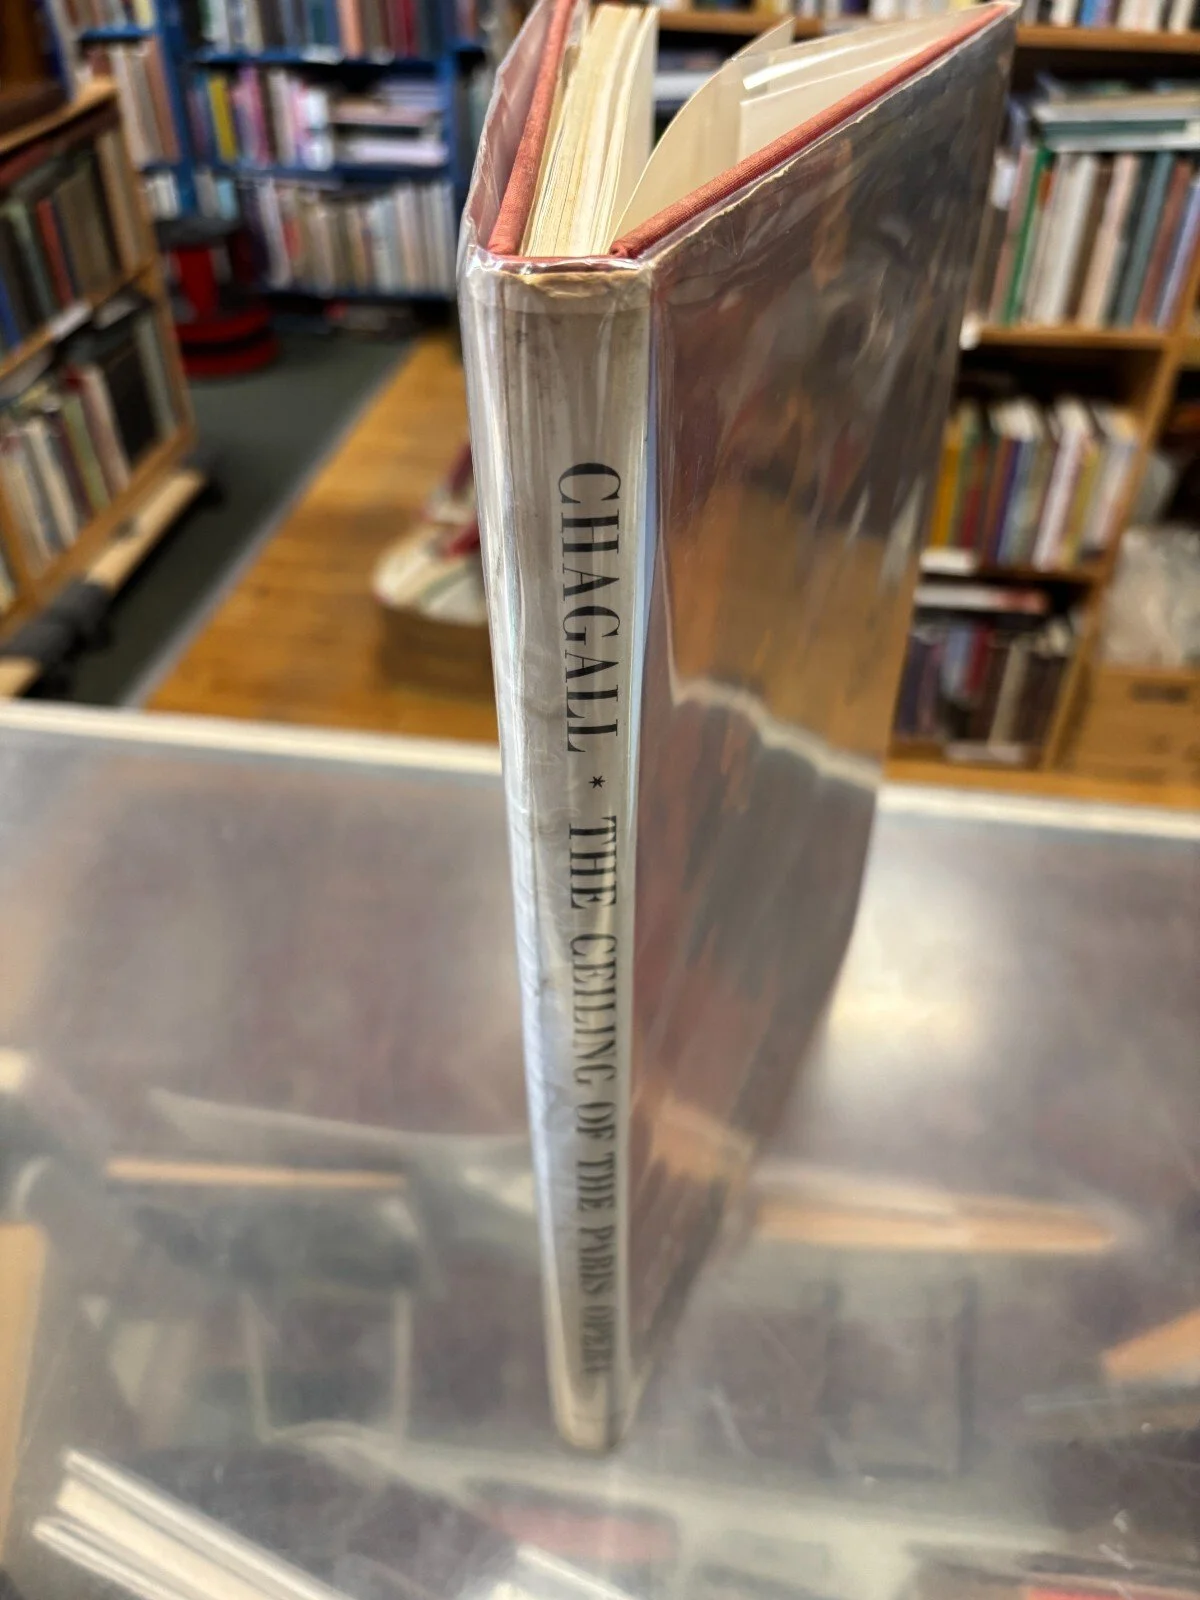 CHAGALL * THE CEILING OF THE PARIS OPERA